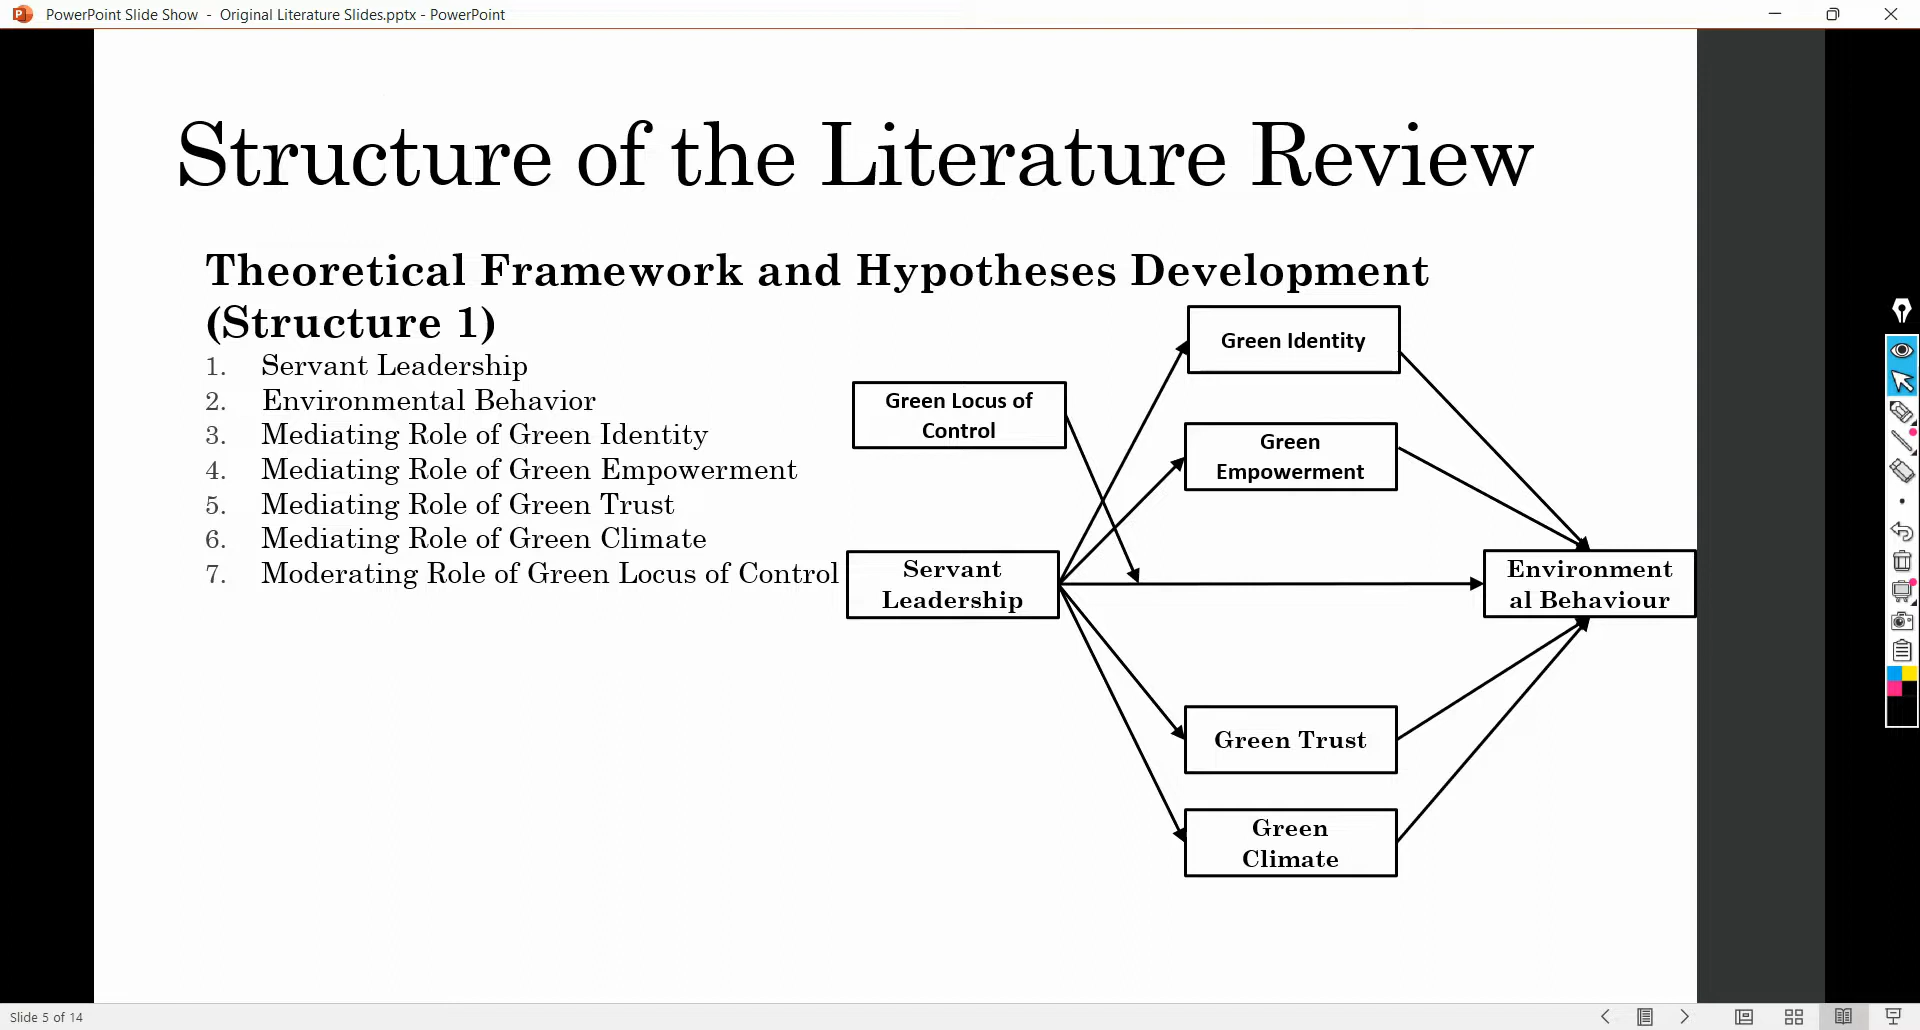 PowerPoint Slide Show - Original Literature Slides.pptx - PowerPoint
Structure of the Literature Review
Theoretical Framework and Hypotheses Development
(Structure 1)
1. Servant Leadership
2. Environmental Behavior
3. Mediating Role of Green Identity
4. Mediating Role of Green Empowerment
5. Mediating Role of Green Trust
6. Mediating Role of Green Climate
7. Moderating Role of Green Locus of Control
Green Identity
Green Locus of
Control
Green
Empowerment
Servant
Leadership
Environment
al Behaviour
Green Trust
Green
Climate
Slide 5 of 14